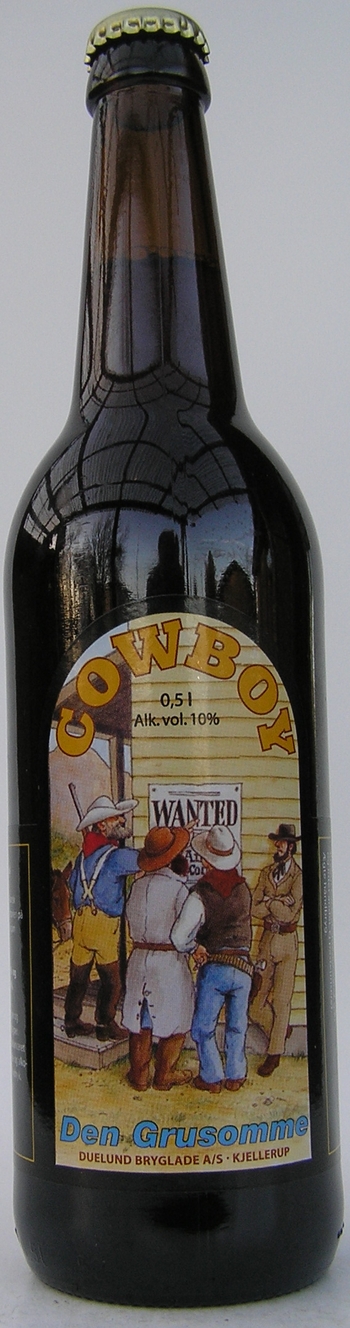 COWBOY
0,5 l
Alk. vol. 10%
WANTED
Den Grusomme
DUELUND BRYGLADE A/S · KJELLERUP